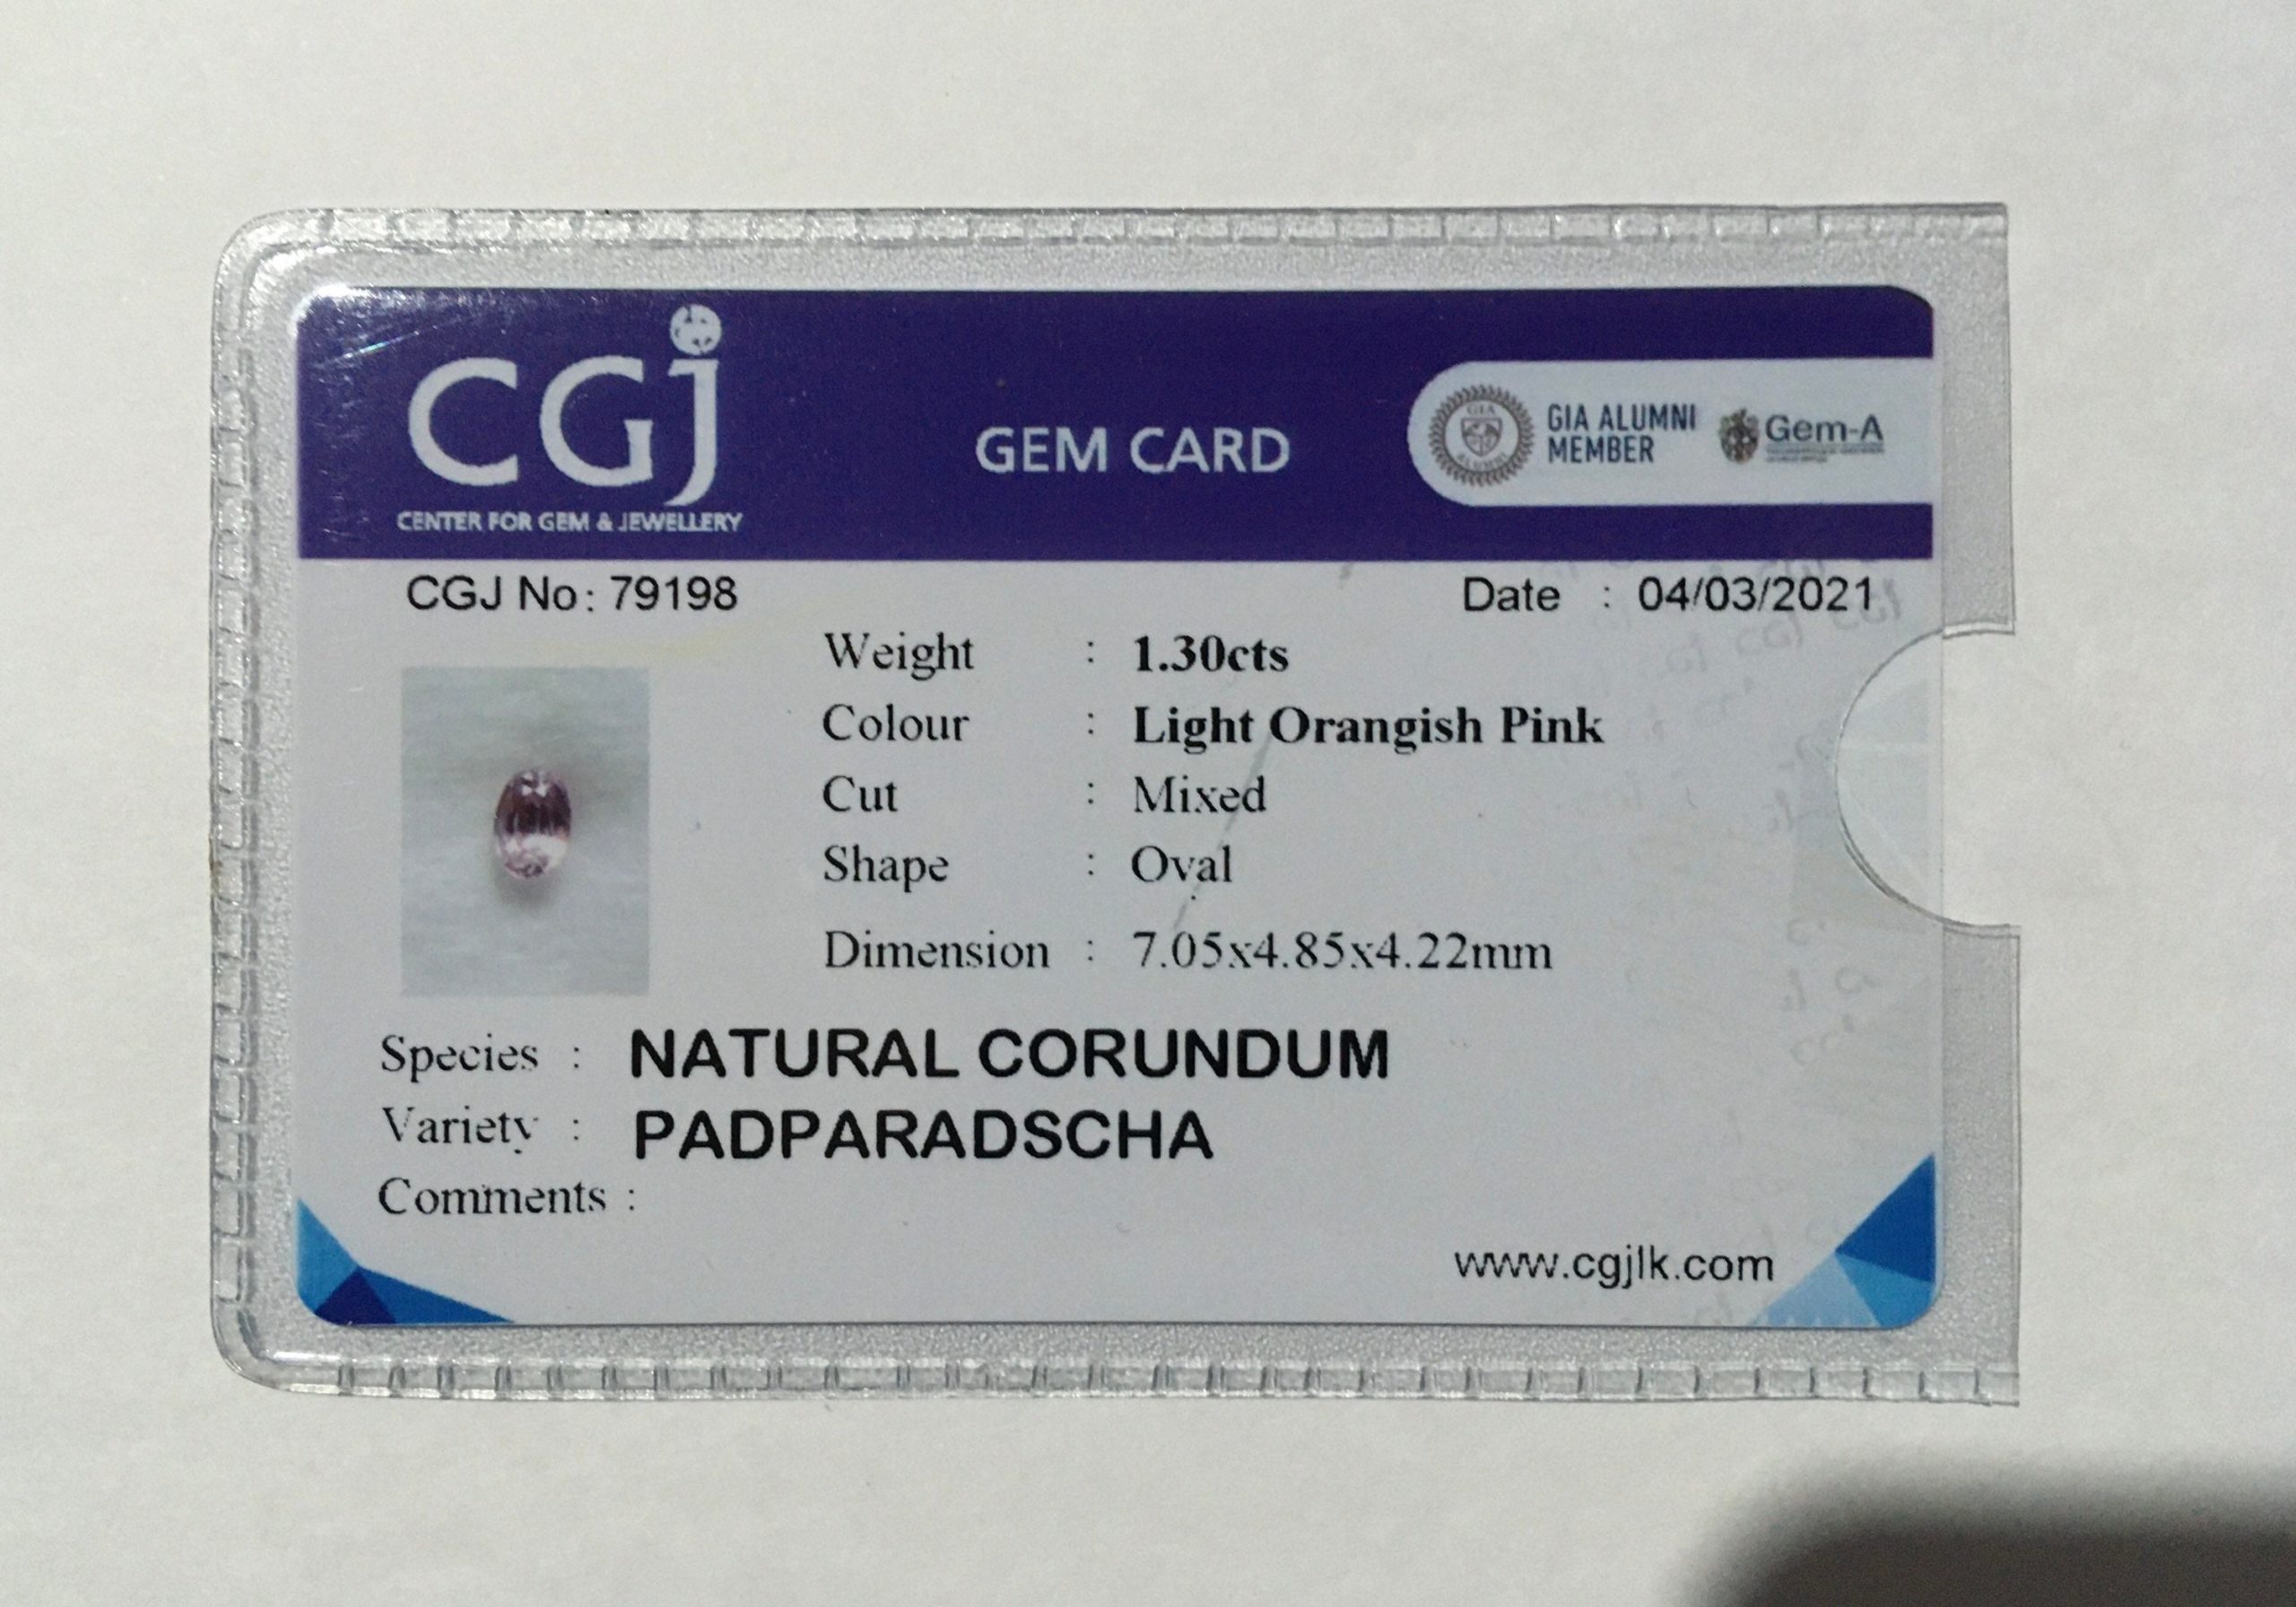 CGJ
CENTER FOR GEM & JEWELLERY
GEM CARD
GIA ALUMNI
MEMBER
Gem-A
CGJ No: 79198
Date : 04/03/2021
Weight : 1.30cts
Colour : Light Orangish Pink
Cut : Mixed
Shape : Oval
Dimension : 7.05x4.85x4.22mm
Species : NATURAL CORUNDUM
Variety : PADPARADSCHA
Comments :
www.cgjlk.com